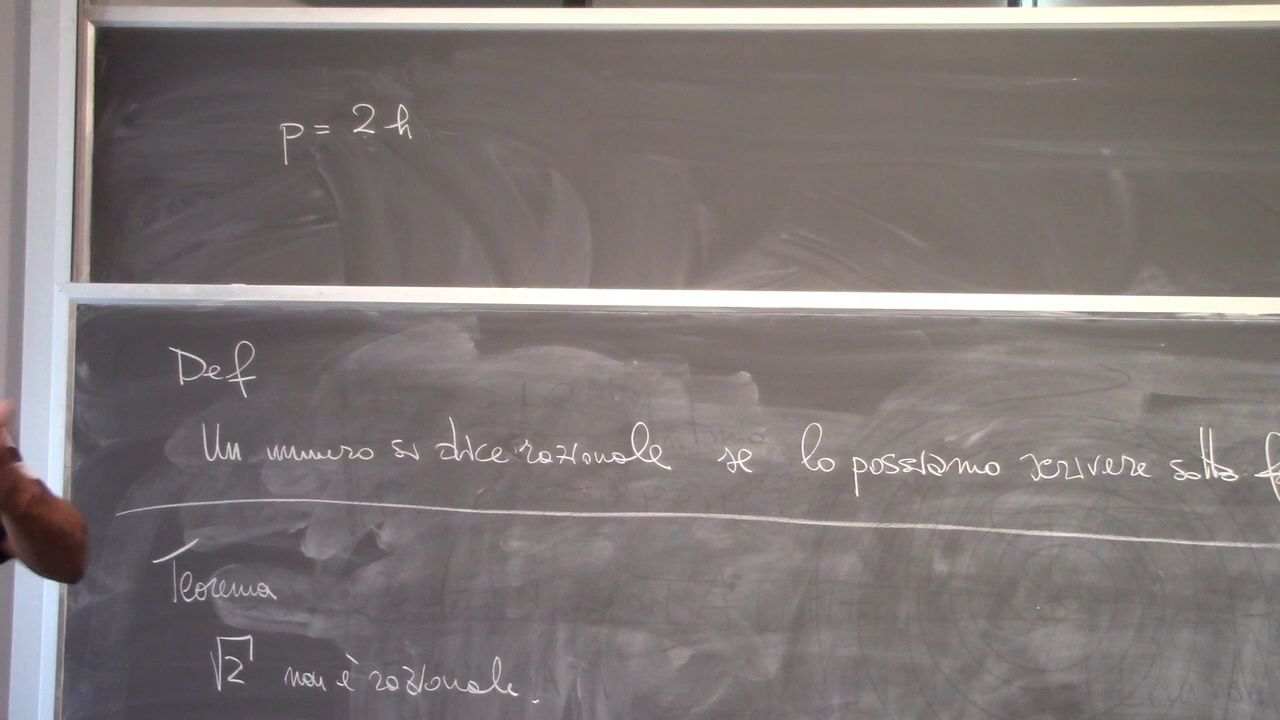 p = 2h
Def
Un numero si dice razionale se lo possiamo scrivere sotto
Teorema
√2 non è razionale.